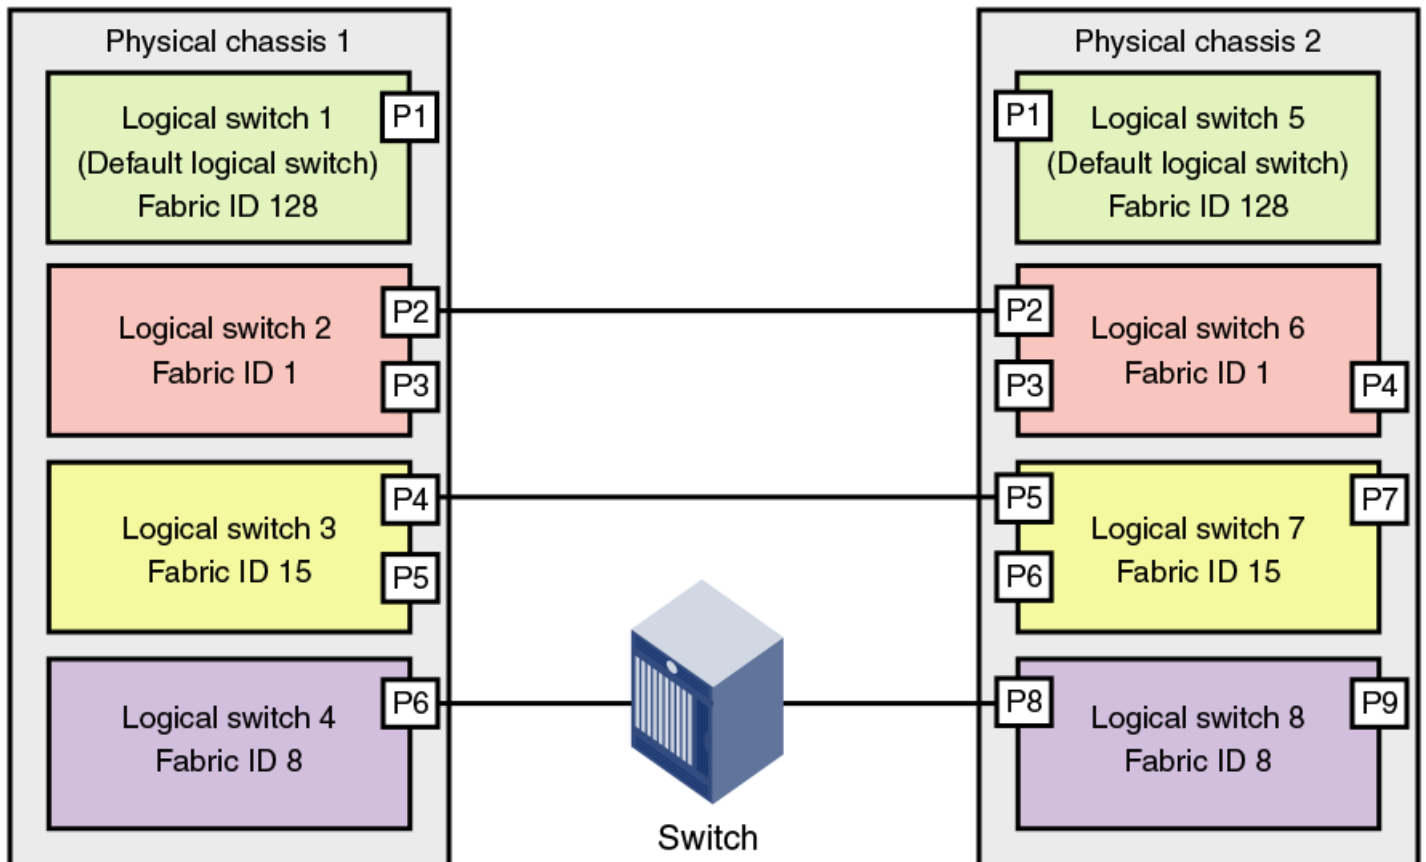 Physical chassis 1
Logical switch 1
(Default logical switch)
Fabric ID 128
P1
Logical switch 2
Fabric ID 1
P2
P3
Logical switch 3
Fabric ID 15
P4
P5
Logical switch 4
Fabric ID 8
P6
Switch
Physical chassis 2
P1
Logical switch 5
(Default logical switch)
Fabric ID 128
P2
P3
Logical switch 6
Fabric ID 1
P4
P5
P6
Logical switch 7
Fabric ID 15
P7
P8
Logical switch 8
Fabric ID 8
P9